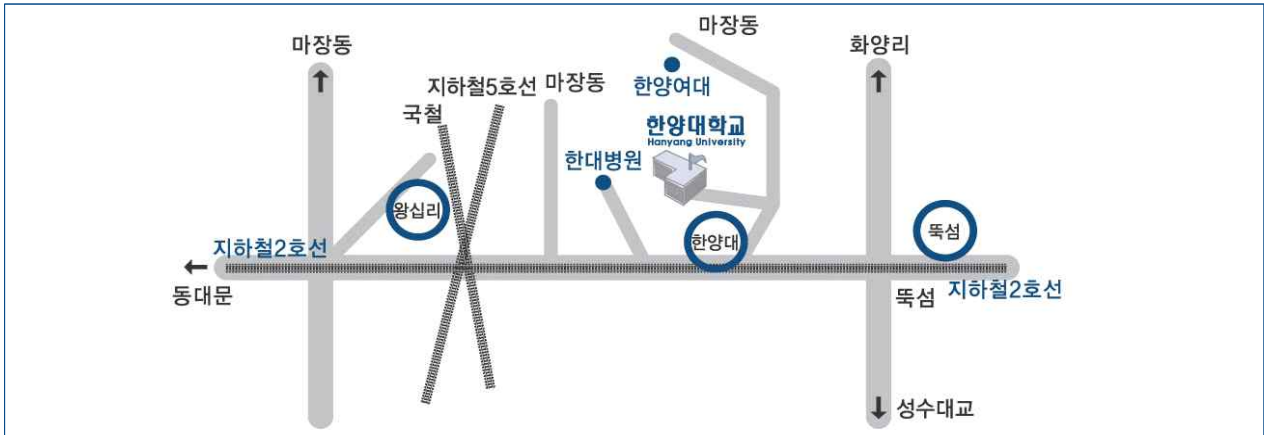 마장동
마장동
화양리
지하철5호선
마장동
한양여대
국철
한양대학교
Hanyang University
한대병원
왕십리
한양대
뚝섬
지하철2호선
동대문
뚝섬
지하철2호선
성수대교